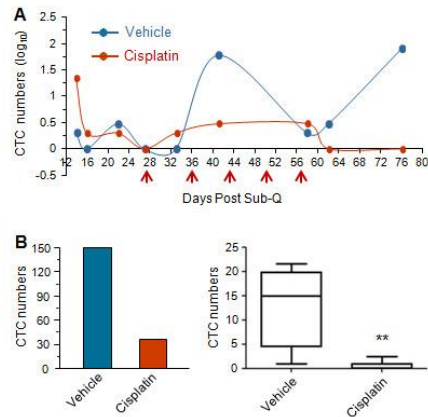 A
CTC numbers (log10)
2.5
2
1.5
1
0.5
0
-0.5
Vehicle
Cisplatin
12 16 20 24 28 32 36 40 44 48 52 56 60 64 68 72 76 80
Days Post Sub-Q
B
CTC numbers
150
120
90
60
30
0
Vehicle
Cisplatin
CTC numbers
25
20
15
10
5
0
**
Vehicle
Cisplatin